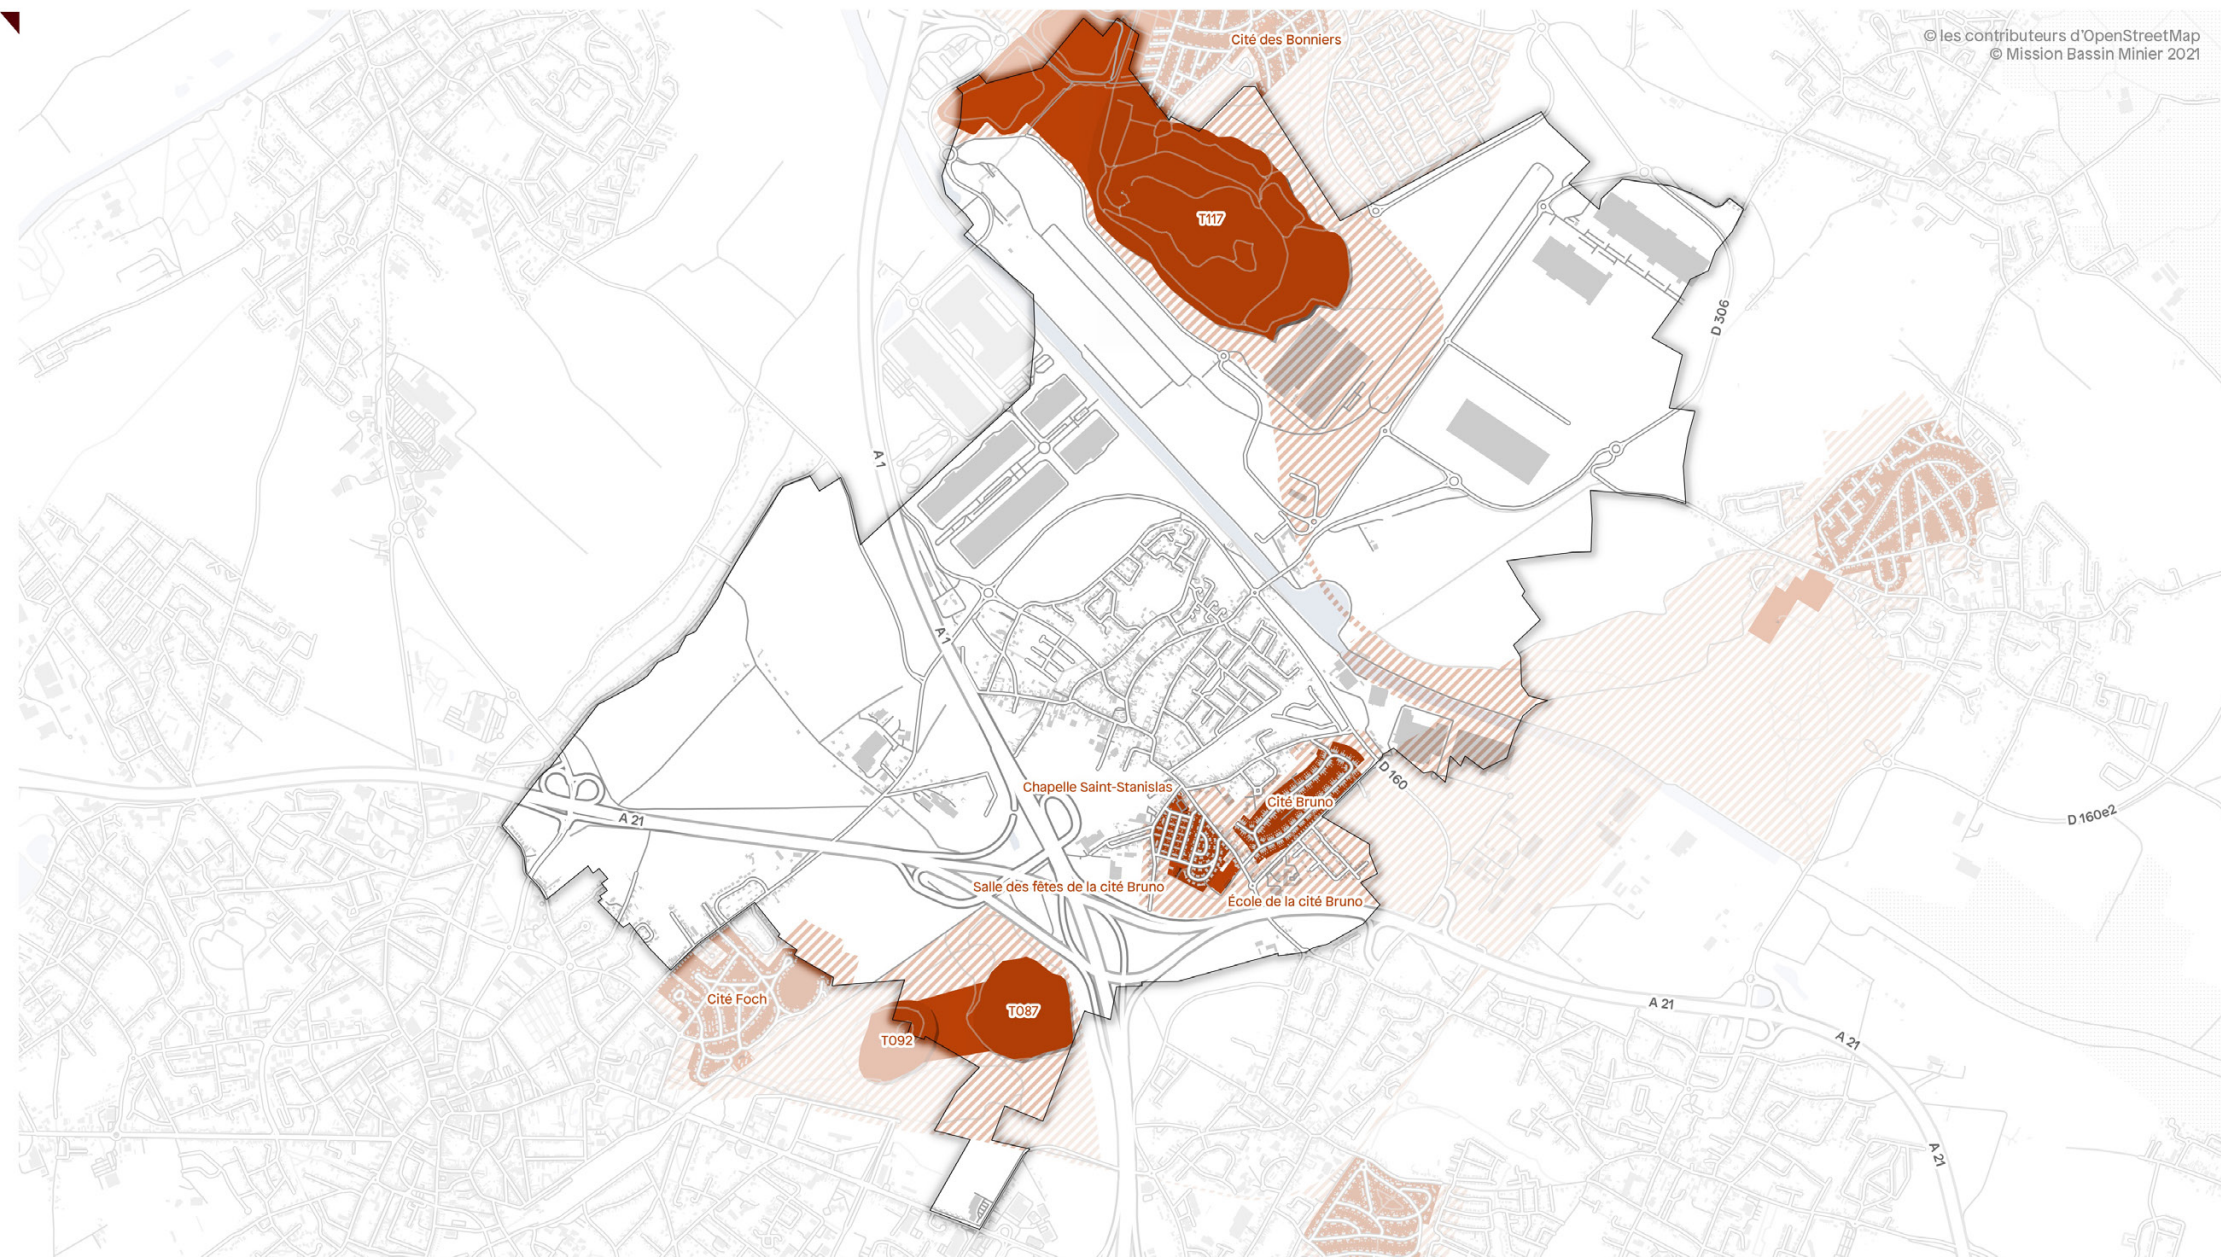 Cité des Bonniers
© les contributeurs d'OpenStreetMap
© Mission Bassin Minier 2021
T117
D 306
A 1
A 1
Chapelle Saint-Stanislas
D 160
Cité Bruno
A 21
D 160e2
Salle des fêtes de la cité Bruno
École de la cité Bruno
Cité Foch
T087
A 21
T092
A 21
A 21